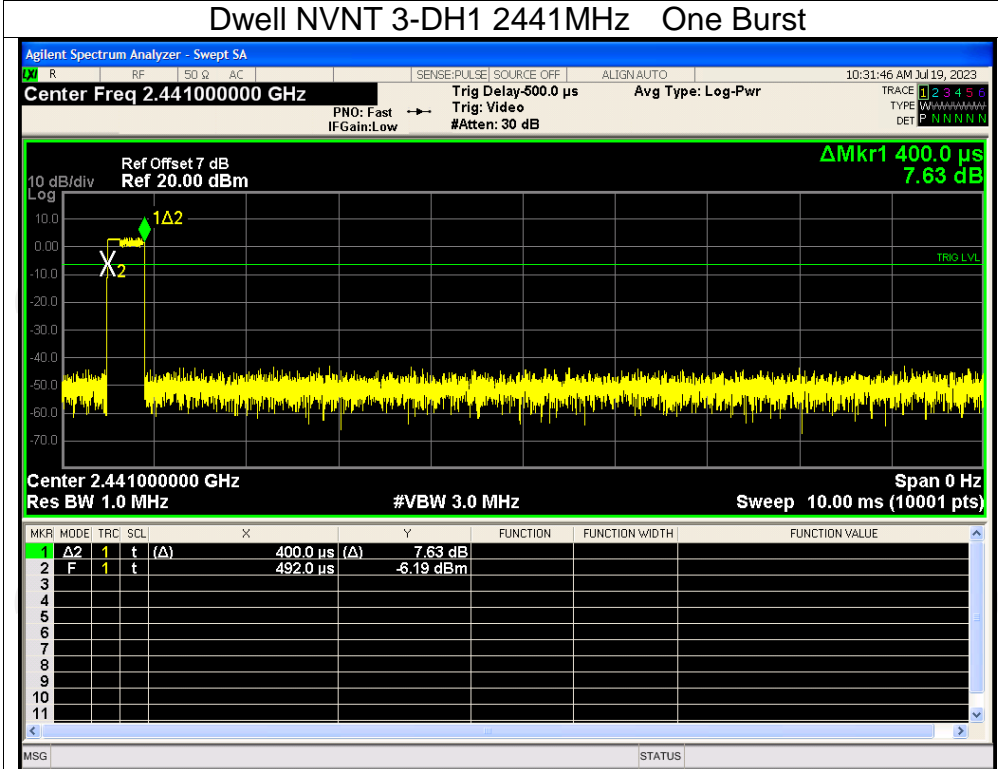 Dwell NVNT 3-DH1 2441MHz One Burst
Agilent Spectrum Analyzer - Swept SA
LXI R RF 50 Ω AC SENSE:PULSE SOURCE OFF ALIGN AUTO 10:31:46 AM Jul 19, 2023
Center Freq 2.441000000 GHz Trig Delay-500.0 µs Avg Type: Log-Pwr TRACE 1 2 3 4 5 6
PNO: Fast Trig: Video TYPE WWWWWW
IFGain:Low #Atten: 30 dB DET P N N N N N
ΔMkr1 400.0 µs
Ref Offset 7 dB
10 dB/div Ref 20.00 dBm 7.63 dB
Log
10.0
1Δ2
0.00
TRIG LVL
2
-10.0
-20.0
-30.0
-40.0
-50.0
-60.0
-70.0
Center 2.441000000 GHz Span 0 Hz
Res BW 1.0 MHz #VBW 3.0 MHz Sweep 10.00 ms (10001 pts)
MKR MODE TRC SCL X Y FUNCTION FUNCTION WIDTH FUNCTION VALUE
1 Δ2 1 t (Δ) 400.0 µs (Δ) 7.63 dB
2 F 1 t 492.0 µs -6.19 dBm
3
4
5
6
7
8
9
10
11
MSG STATUS